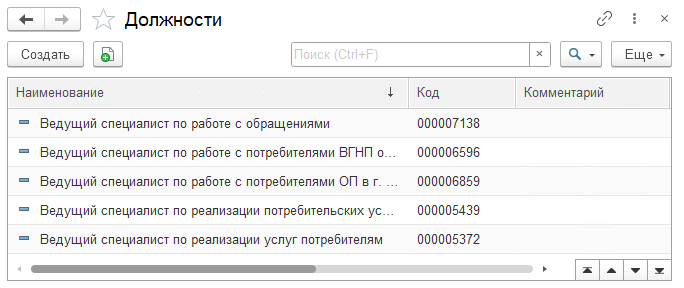 Должности
Создать Поиск (Ctrl+F) × Еще
Наименование ↓ Код Комментарий
Ведущий специалист по работе с обращениями 000007138
Ведущий специалист по работе с потребителями ВГНП о... 000006596
Ведущий специалист по работе с потребителями ОП в г. ... 000006859
Ведущий специалист по реализации потребительских ус... 000005439
Ведущий специалист по реализации услуг потребителям 000005372